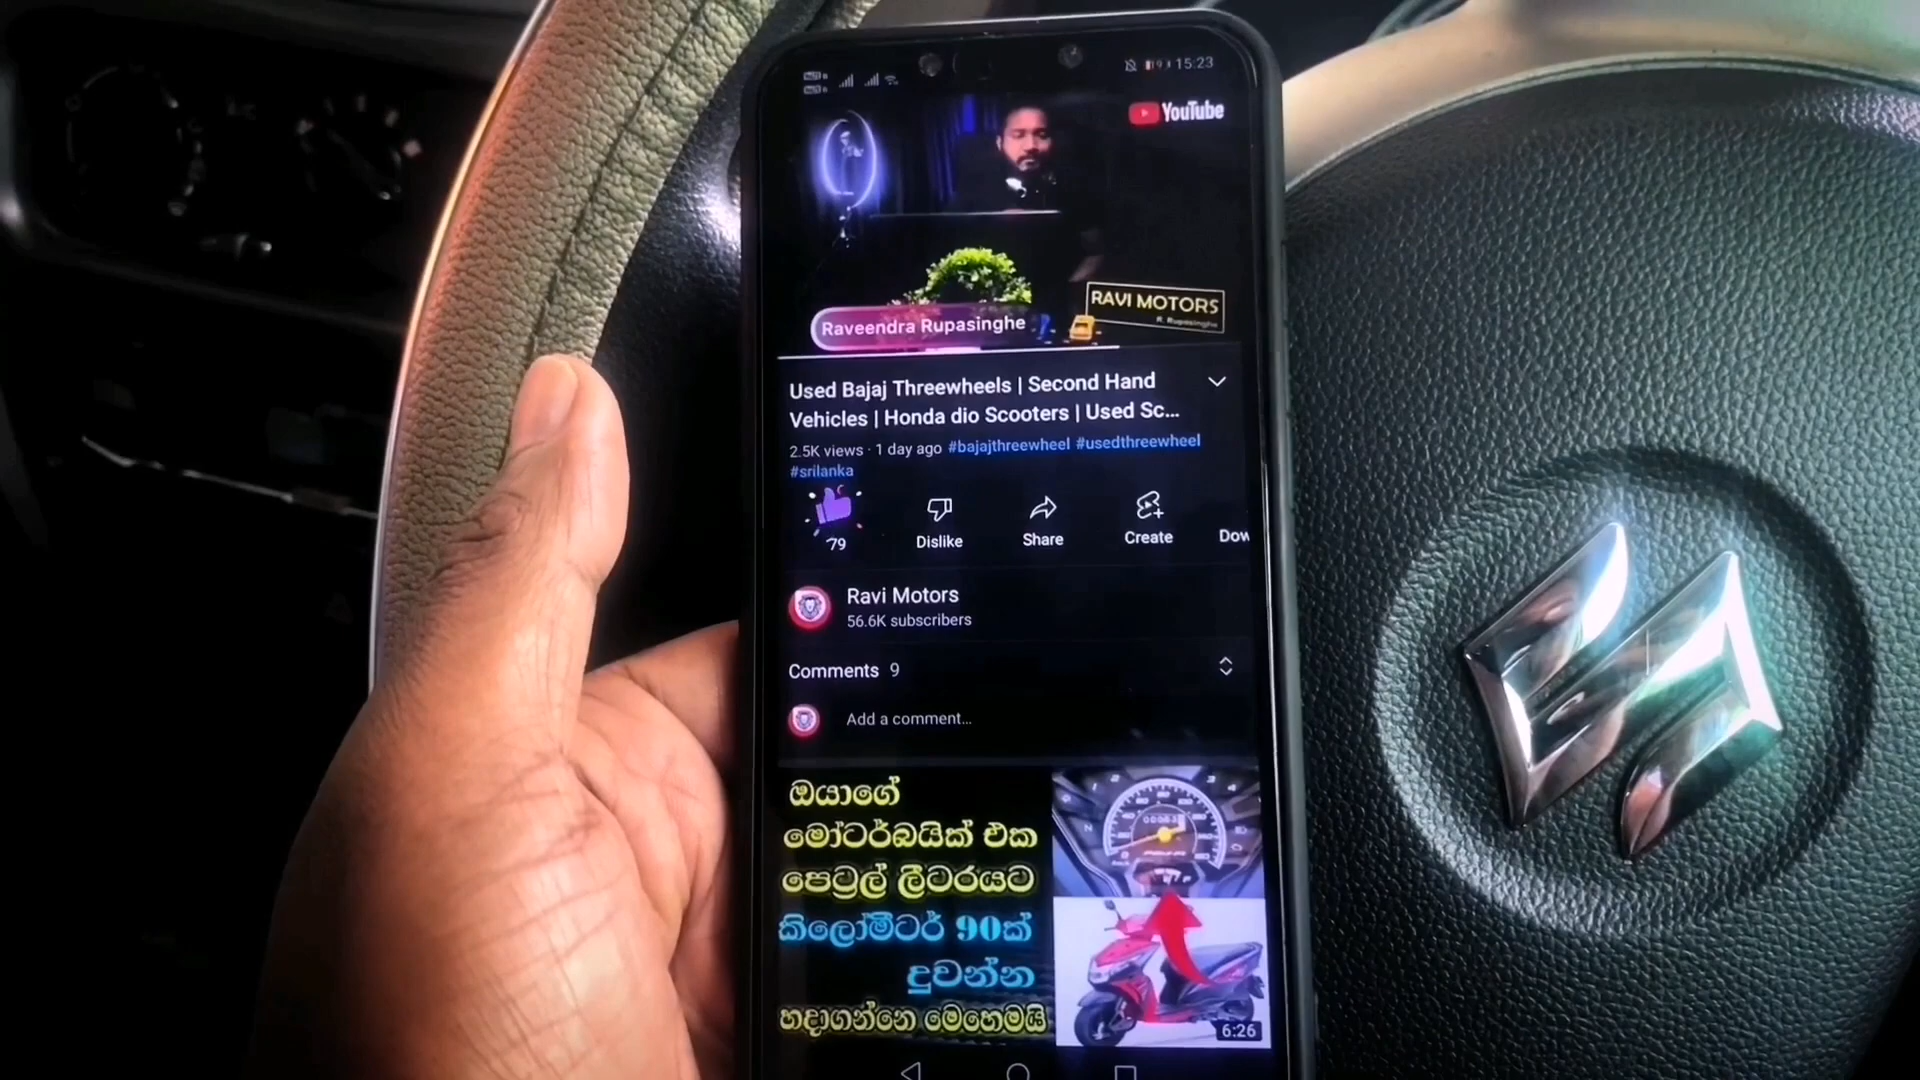 15:23
YouTube
RAVI MOTORS
R. Rupasinghe
Raveendra Rupasinghe
Used Bajaj Threewheels | Second Hand
Vehicles | Honda dio Scooters | Used Sc...
2.5K views · 1 day ago #bajajthreewheel #usedthreewheel
#srilanka
79
Dislike
Share
Create
Dow
Ravi Motors
56.6K subscribers
Comments 9
Add a comment...
ඔයාගේ
මෝටර්බයික් එක
පෙට්‍රල් ලීටරයට
කිලෝමීටර් 90ක්
දුවන්න
හදාගන්නෙ මෙහෙමයි
6:26